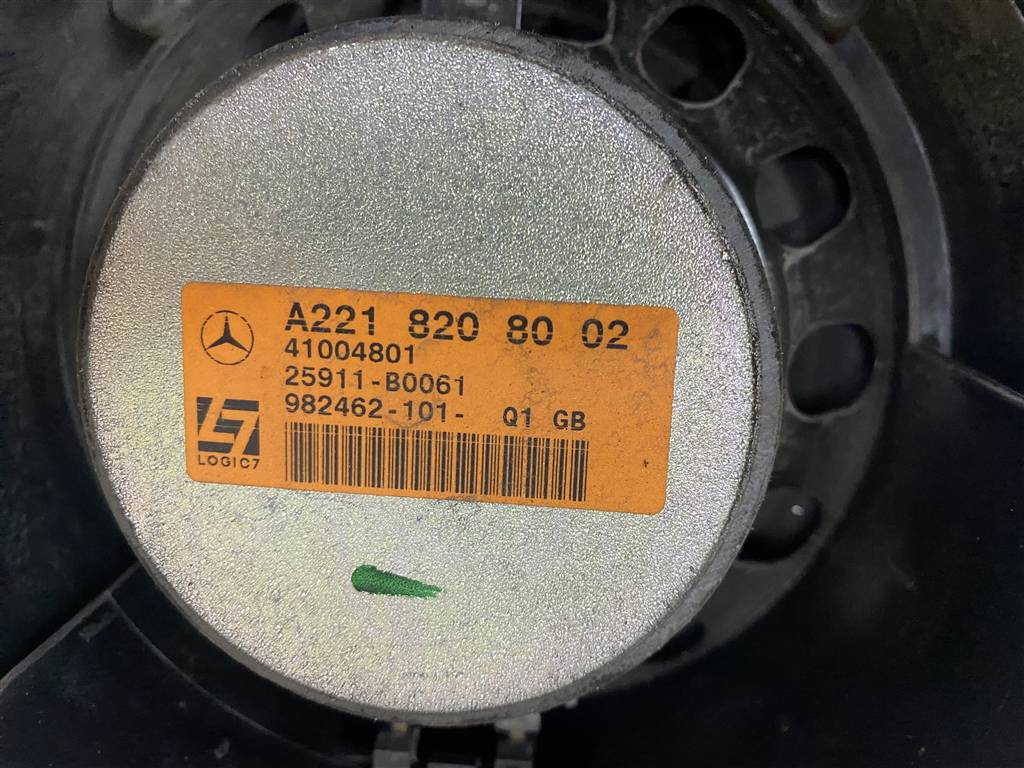 A221 820 80 02
41004801
25911-B0061
982462-101- Q1 GB
LOGIC7